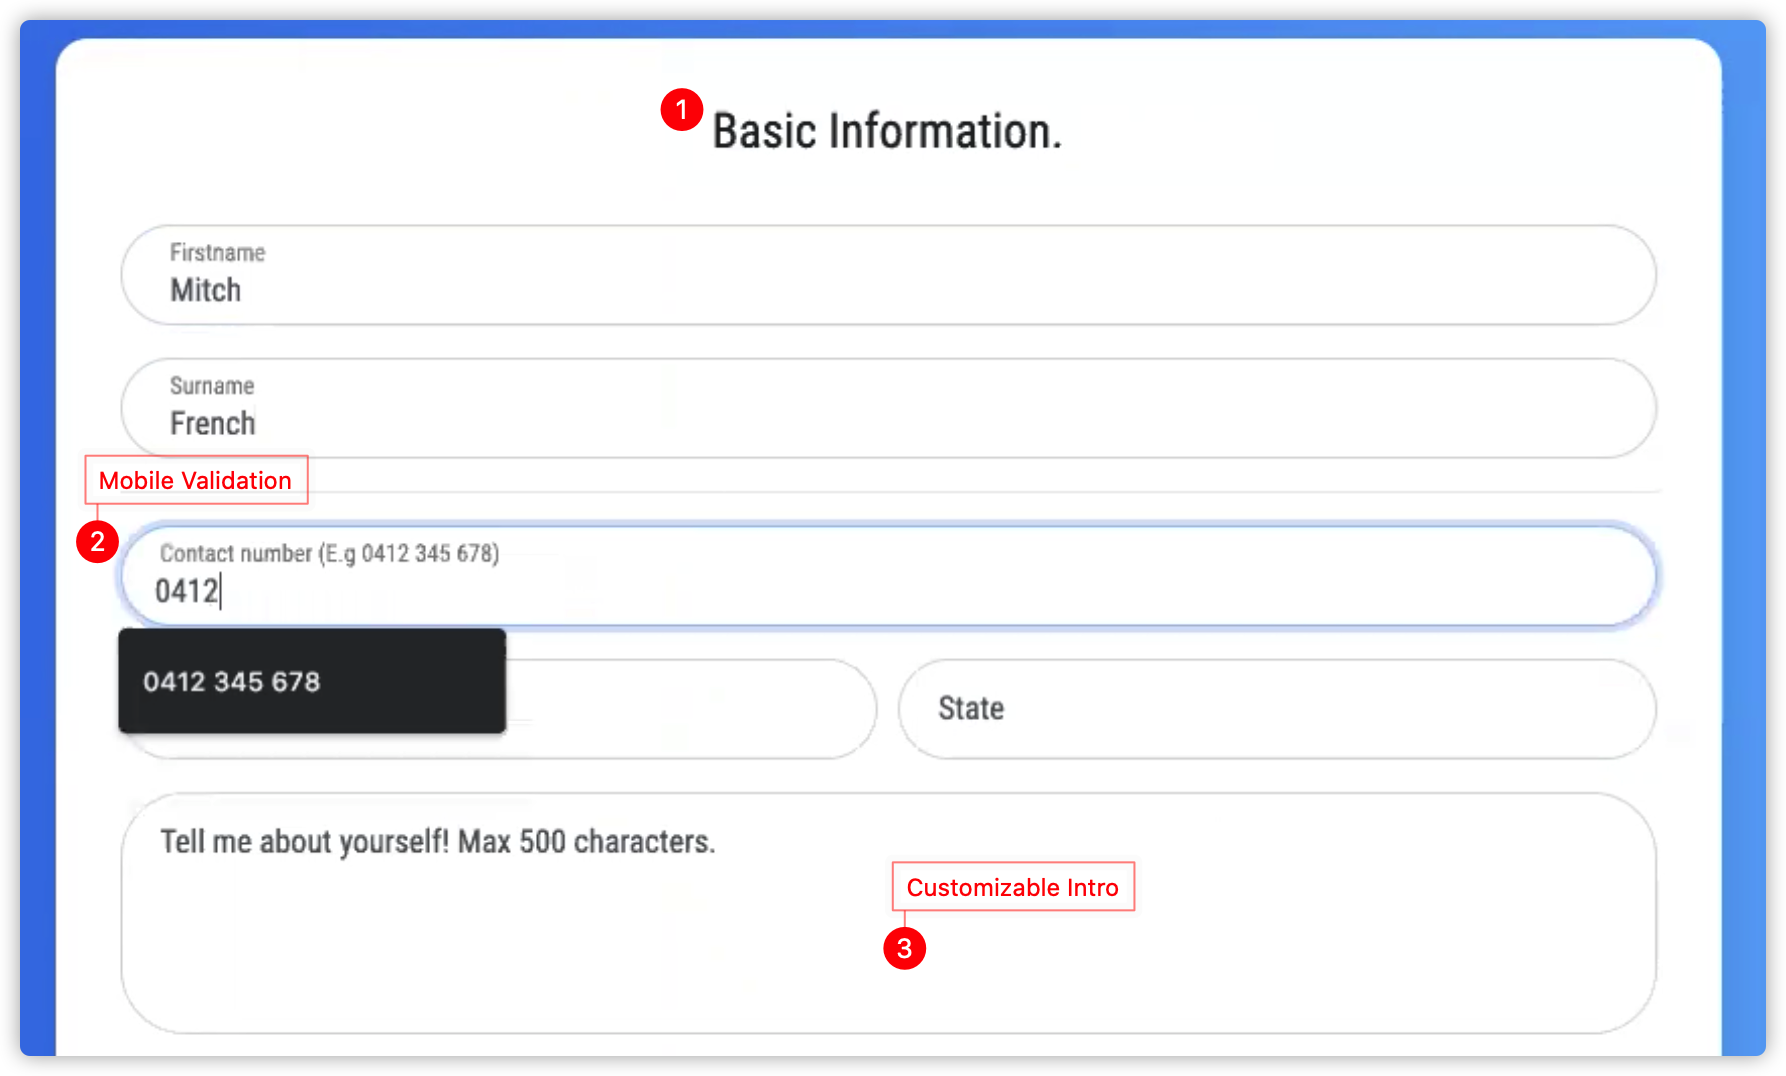 1
Basic Information.
Firstname
Mitch
Surname
French
Mobile Validation
2
Contact number (E.g 0412 345 678)
0412
0412 345 678
State
Tell me about yourself! Max 500 characters.
Customizable Intro
3